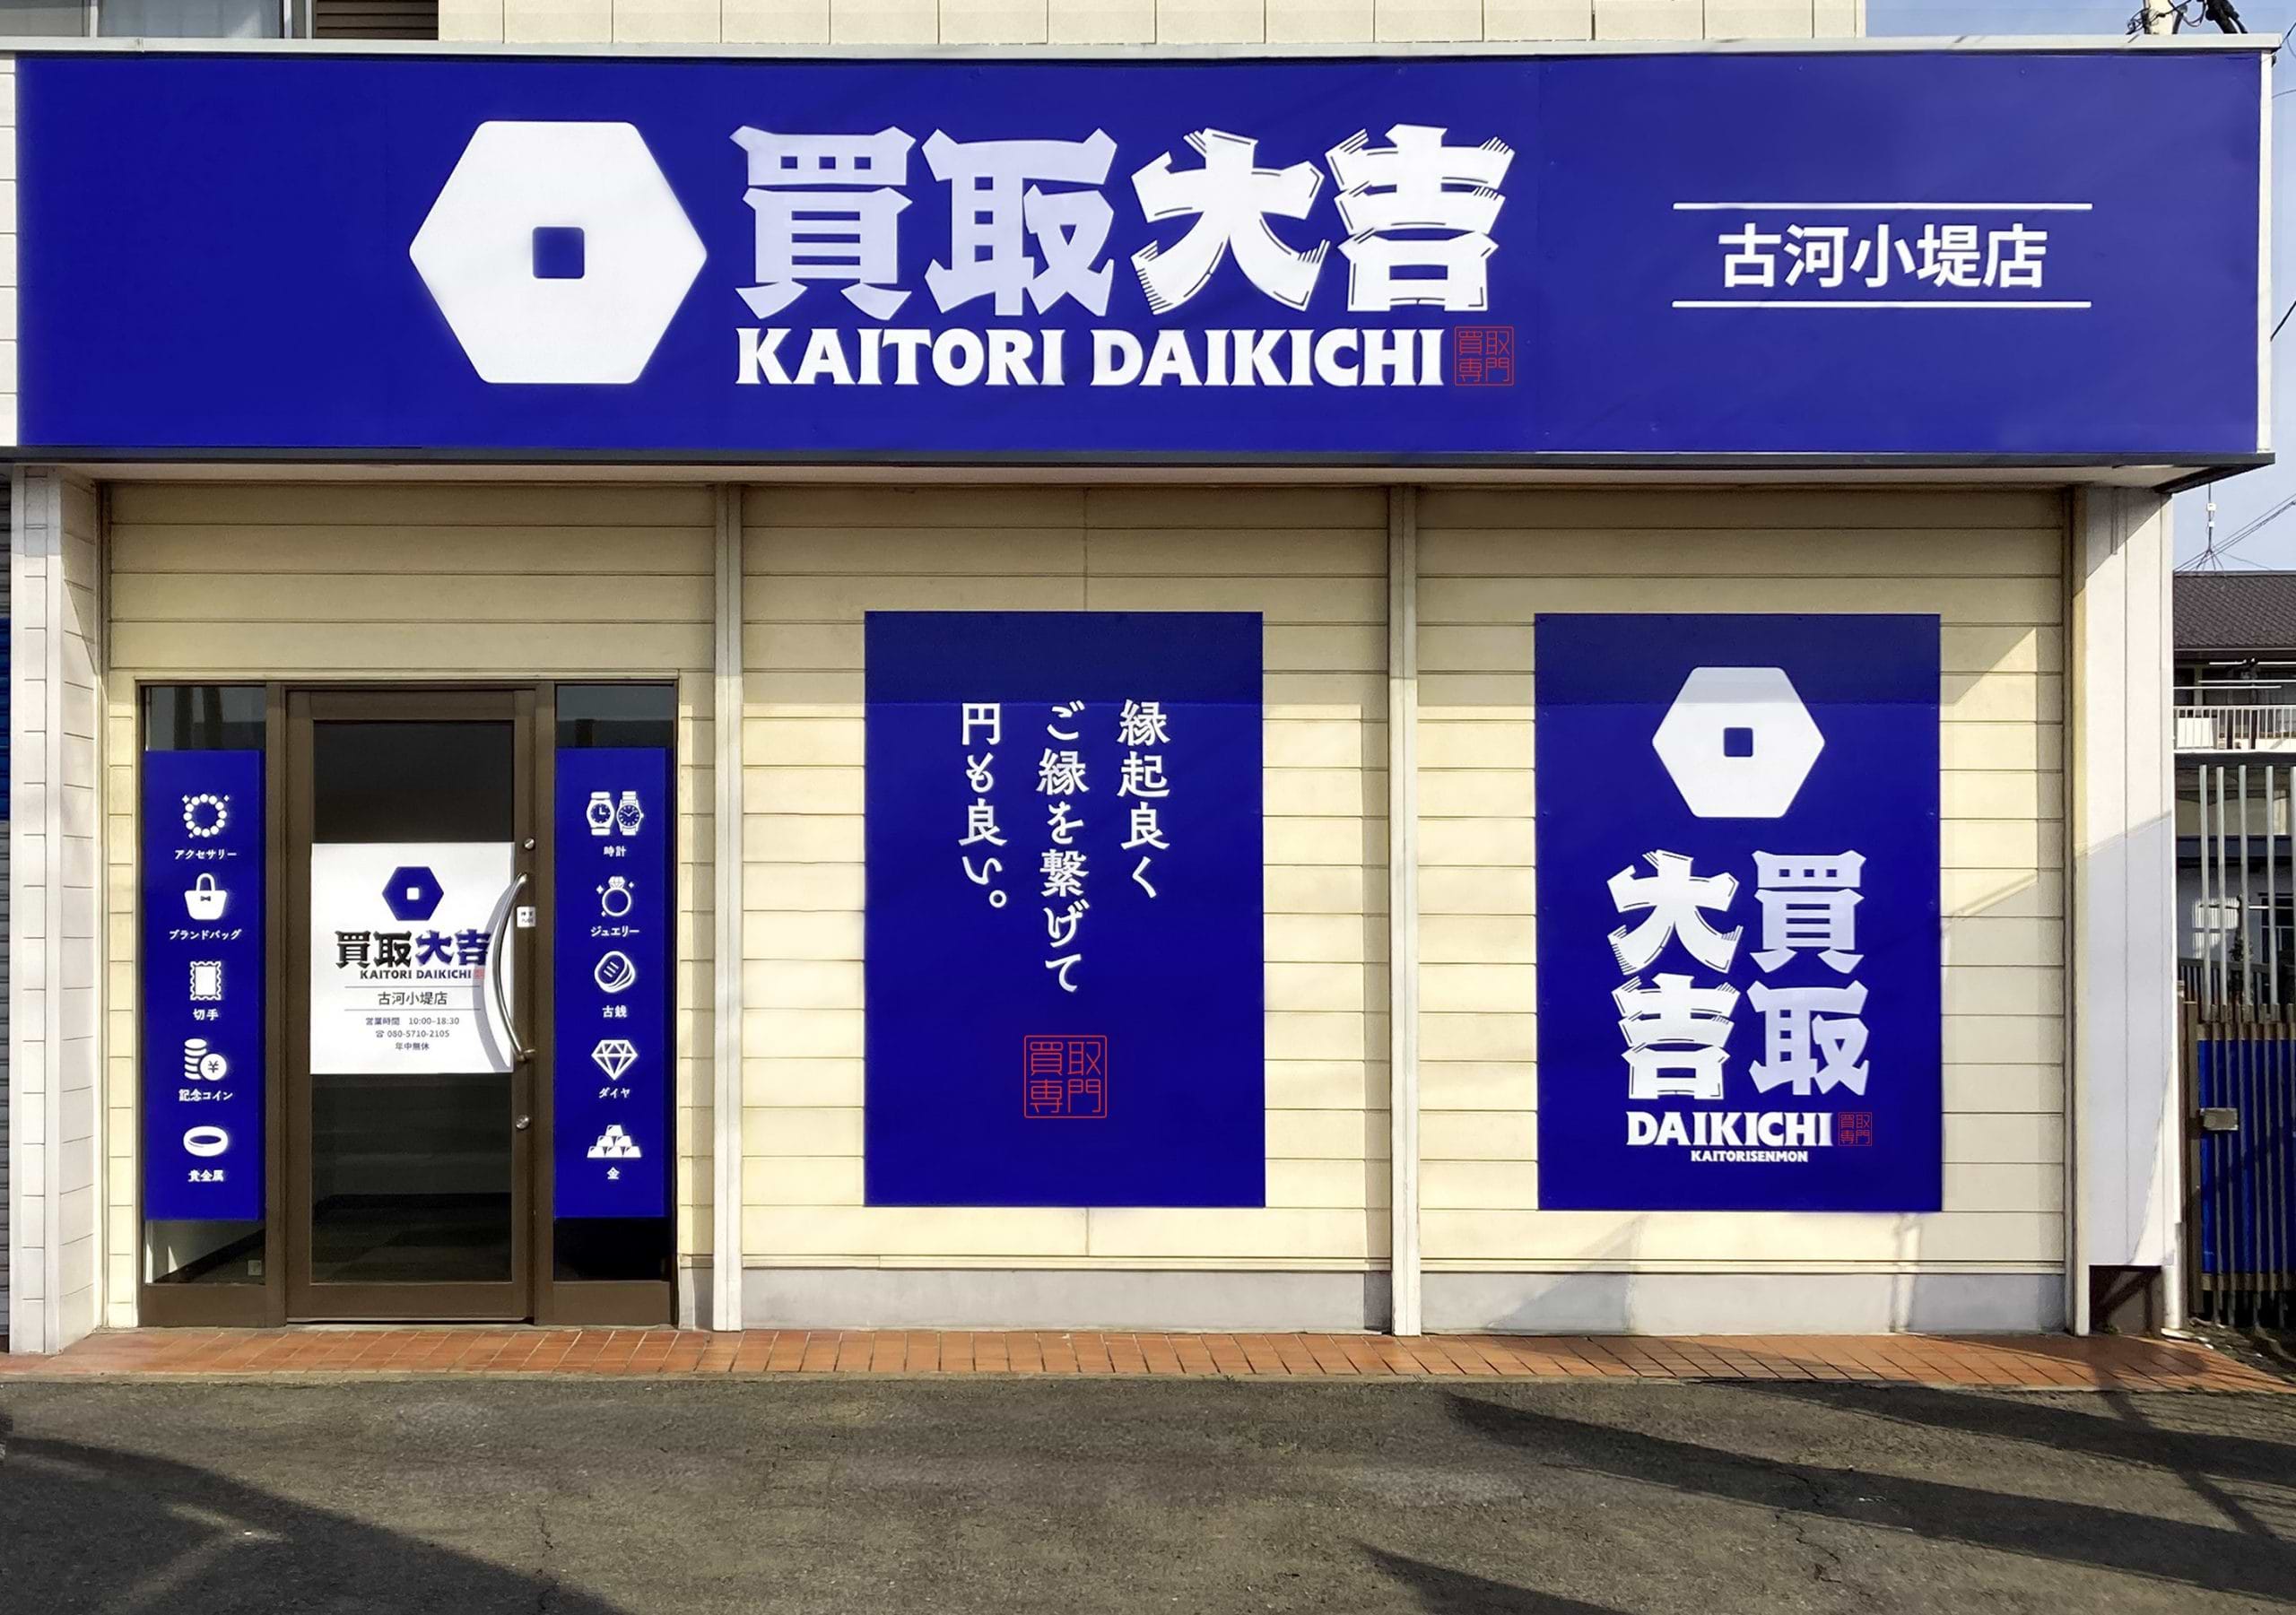 買取大吉
KAITORI DAIKICHI
買取
専門
古河小堤店
アクセサリー
ブランドバッグ
切手
記念コイン
貴金属
買取大吉
KAITORI DAIKICHI
古河小堤店
営業時間 10:00-18:30
☎ 080-5710-2105
年中無休
時計
ジュエリー
古銭
ダイヤ
金
縁起良く
ご縁を繋げて
円も良い。
買取
専門
買取
大吉
DAIKICHI
買取
専門
KAITORISENMON